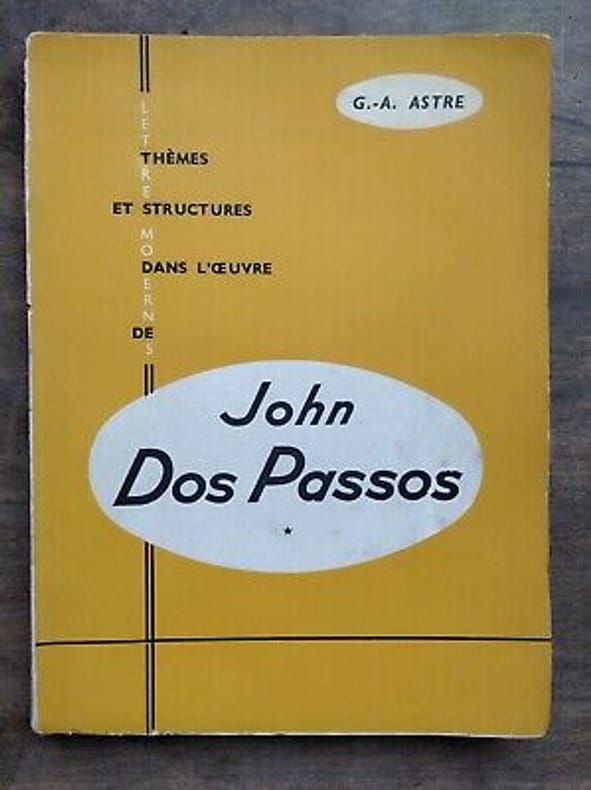 G.-A. ASTRE
LETTRES MODERNES
THÈMES
ET STRUCTURES
DANS L'ŒUVRE
DE
John
Dos Passos